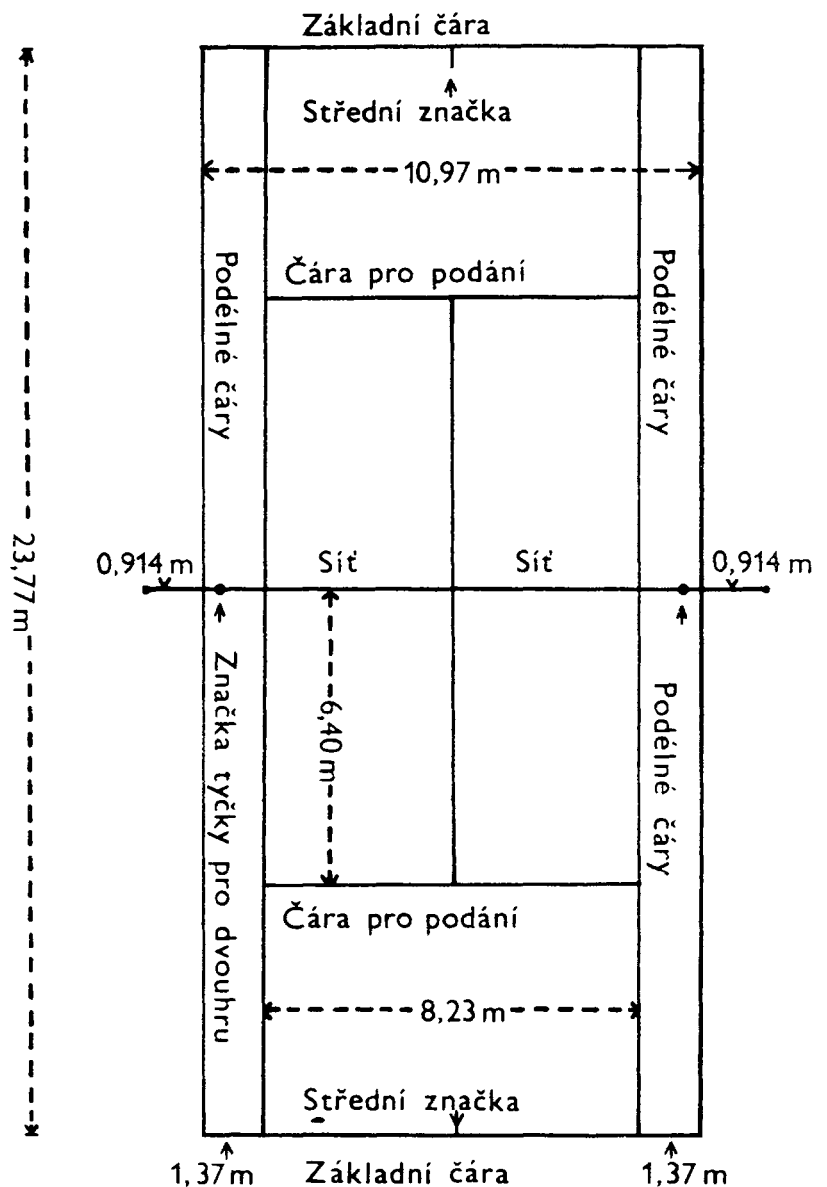 Základní čára
Střední značka
10,97 m
Čára pro podání
Podélné čáry
Podélné čáry
23,77 m
0,914 m
Síť
Síť
0,914 m
6,40 m
Značka tyčky pro dvouhru
Podélné čáry
Čára pro podání
8,23 m
Střední značka
1,37 m
Základní čára
1,37 m